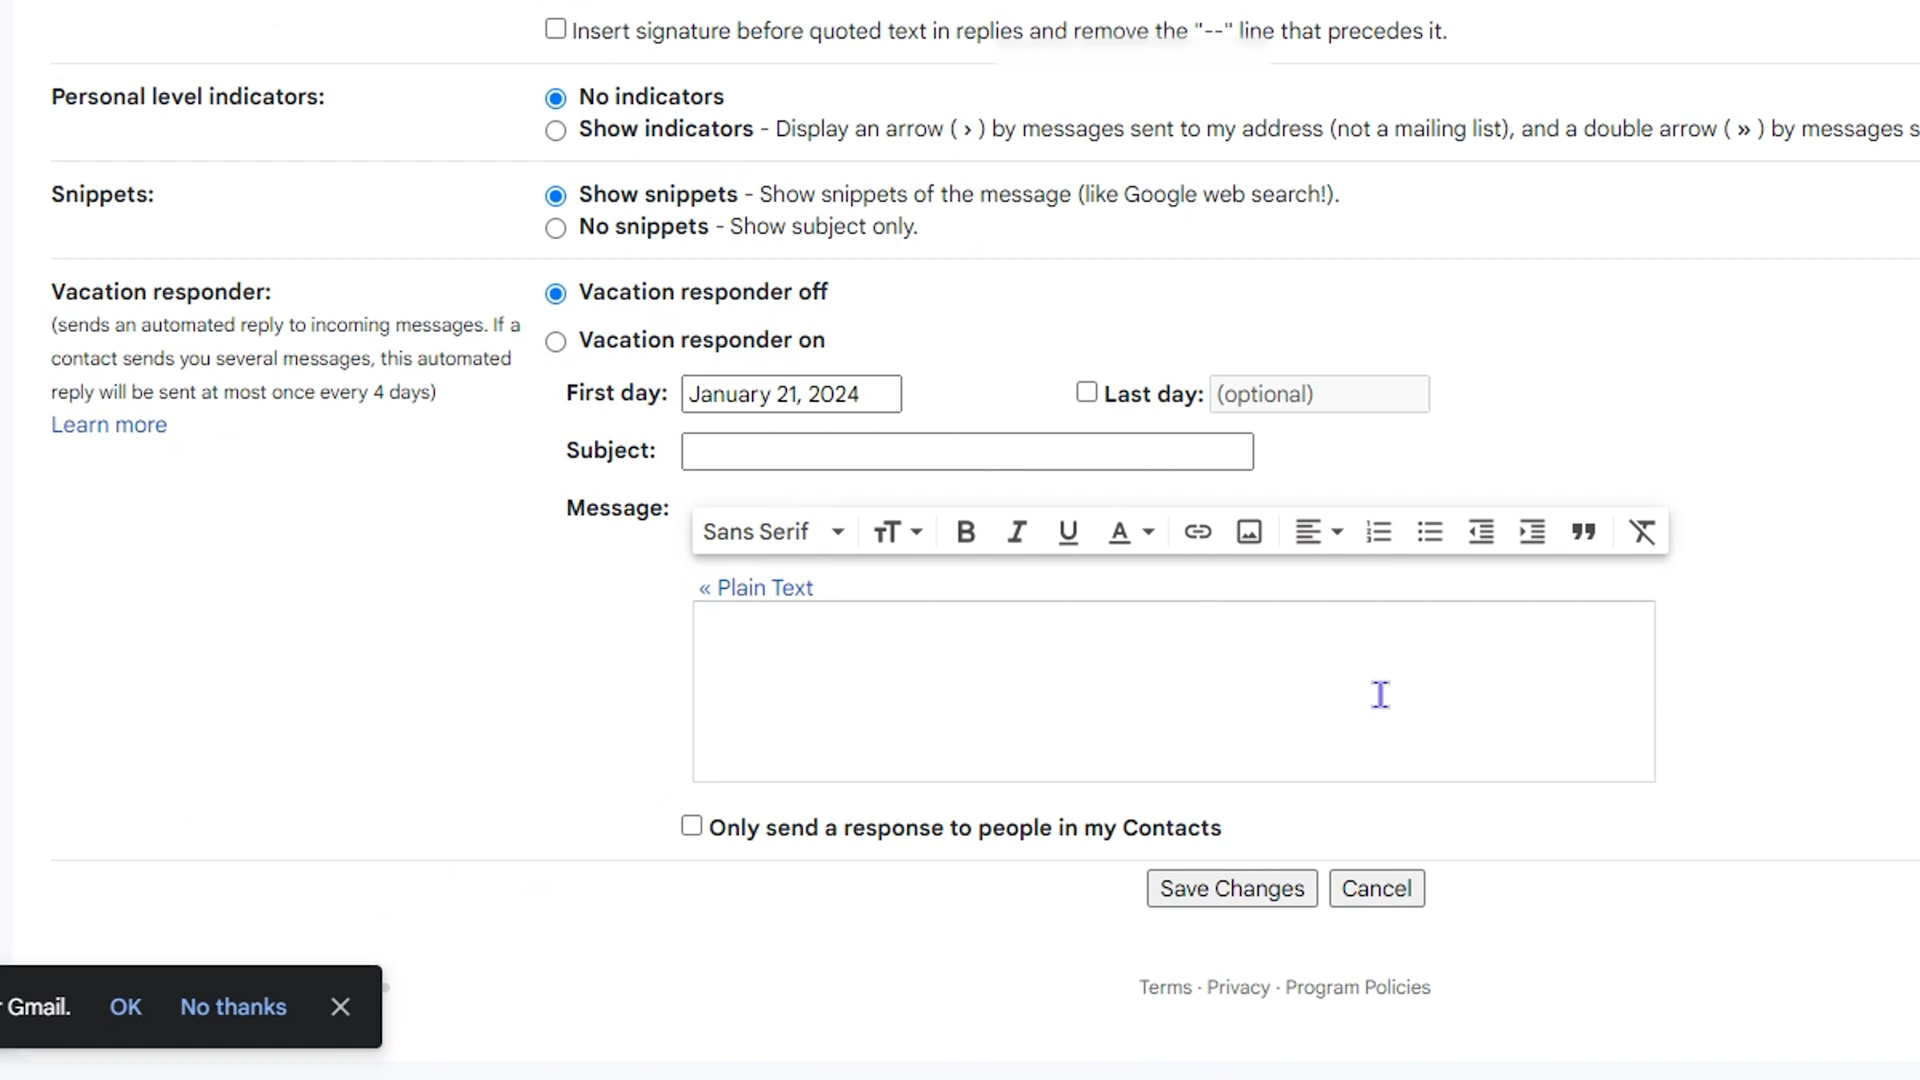 Insert signature before quoted text in replies and remove the "--" line that precedes it.
Personal level indicators:
No indicators
Show indicators - Display an arrow ( › ) by messages sent to my address (not a mailing list), and a double arrow ( » ) by messages s
Snippets:
Show snippets - Show snippets of the message (like Google web search!).
No snippets - Show subject only.
Vacation responder:
(sends an automated reply to incoming messages. If a
contact sends you several messages, this automated
reply will be sent at most once every 4 days)
Learn more
Vacation responder off
Vacation responder on
First day: January 21, 2024 Last day: (optional)
Subject:
Message:
Sans Serif
« Plain Text
Only send a response to people in my Contacts
Save Changes Cancel
Terms · Privacy · Program Policies
Gmail. OK No thanks